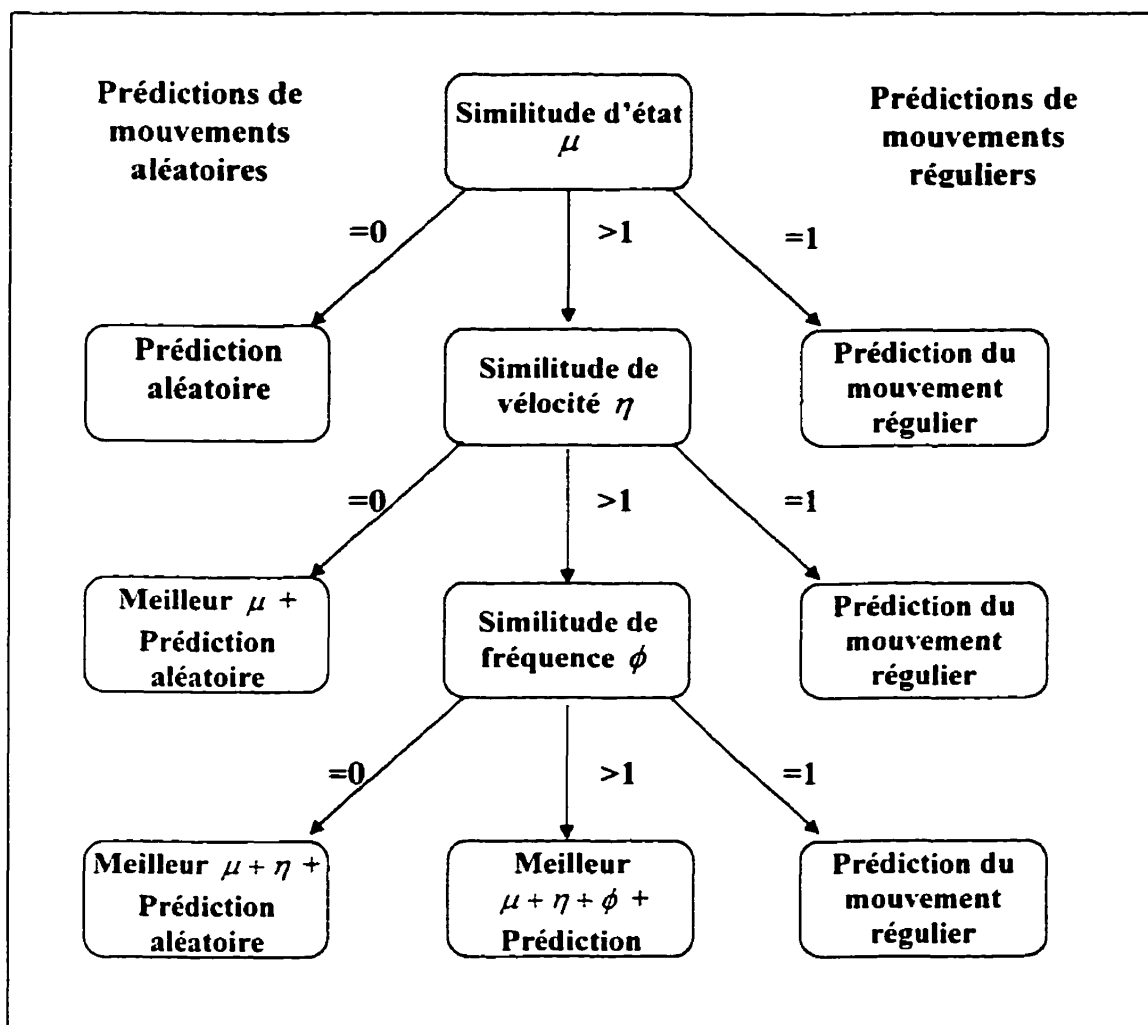 Prédictions de
mouvements
aléatoires
Similitude d'état
μ
Prédictions de
mouvements
réguliers
=0
>1
=1
Prédiction
aléatoire
Similitude de
vélocité η
Prédiction du
mouvement
régulier
=0
>1
=1
Meilleur μ +
Prédiction
aléatoire
Similitude de
fréquence ϕ
Prédiction du
mouvement
régulier
=0
>1
=1
Meilleur μ + η +
Prédiction
aléatoire
Meilleur
μ + η + ϕ +
Prédiction
Prédiction du
mouvement
régulier